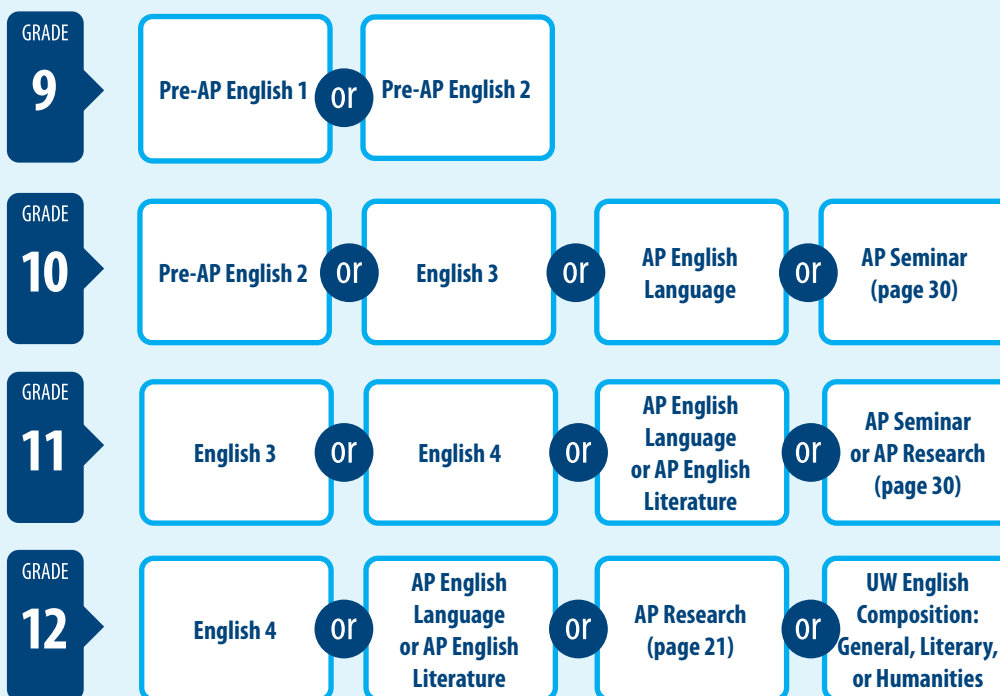 GRADE
9
Pre-AP English 1
or
Pre-AP English 2
GRADE
10
Pre-AP English 2
or
English 3
or
AP English
Language
or
AP Seminar
(page 30)
GRADE
11
English 3
or
English 4
or
AP English
Language
or AP English
Literature
or
AP Seminar
or AP Research
(page 30)
GRADE
12
English 4
or
AP English
Language
or AP English
Literature
or
AP Research
(page 21)
or
UW English
Composition:
General, Literary,
or Humanities